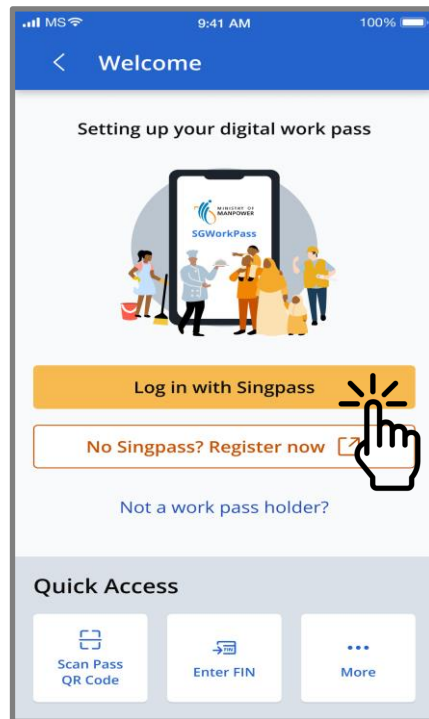 MS 9:41 AM 100%
Welcome
Setting up your digital work pass
MINISTRY OF
MANPOWER
SGWorkPass
Log in with Singpass
No Singpass? Register now
Not a work pass holder?
Quick Access
Scan Pass
QR Code
FIN
Enter FIN
More